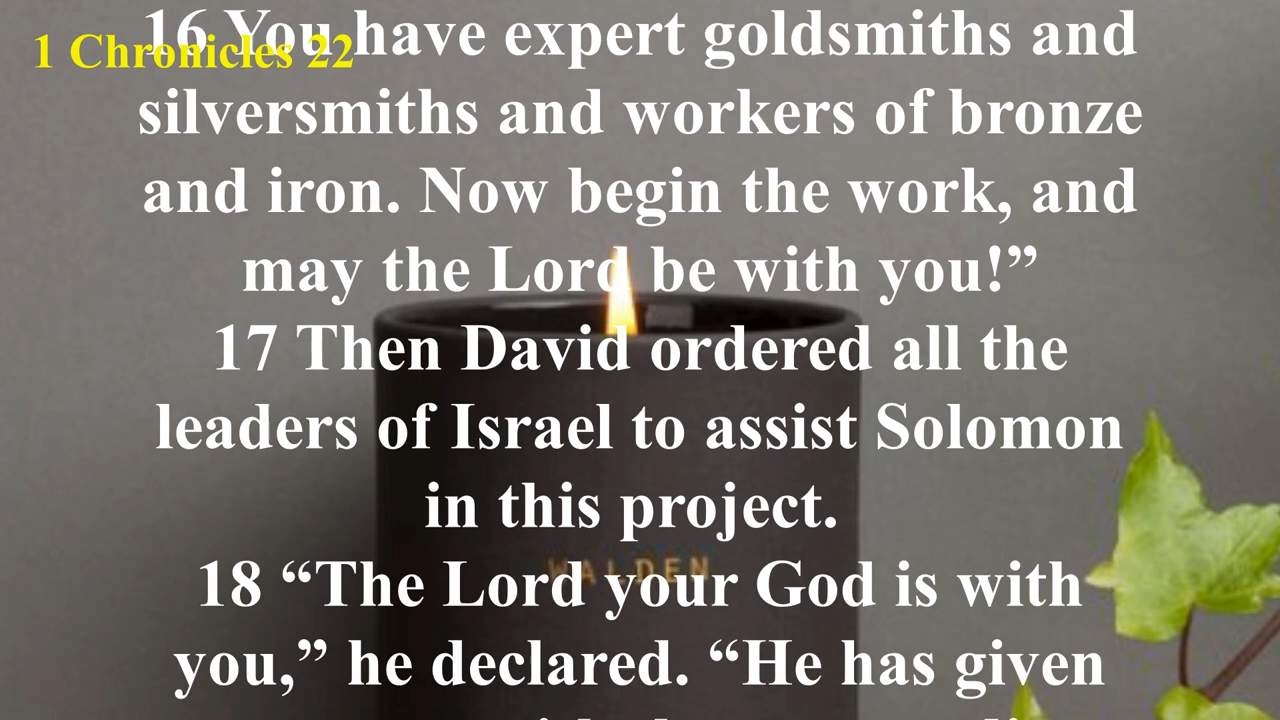 1 Chronicles 22
16 You have expert goldsmiths and
silversmiths and workers of bronze
and iron. Now begin the work, and
may the Lord be with you!”
17 Then David ordered all the
leaders of Israel to assist Solomon
in this project.
18 “The Lord your God is with
you,” he declared. “He has given
WALDEN